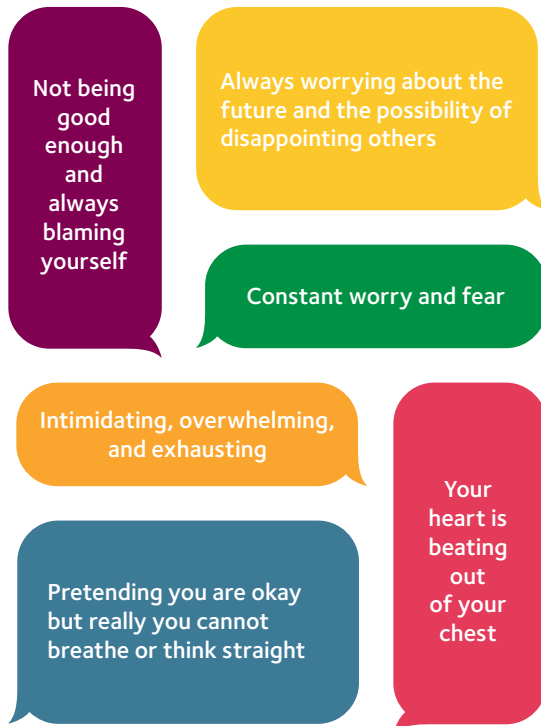 Not being
good
enough
and
always
blaming
yourself
Always worrying about the
future and the possibility of
disappointing others
Constant worry and fear
Intimidating, overwhelming,
and exhausting
Your
heart is
beating
out
of your
chest
Pretending you are okay
but really you cannot
breathe or think straight